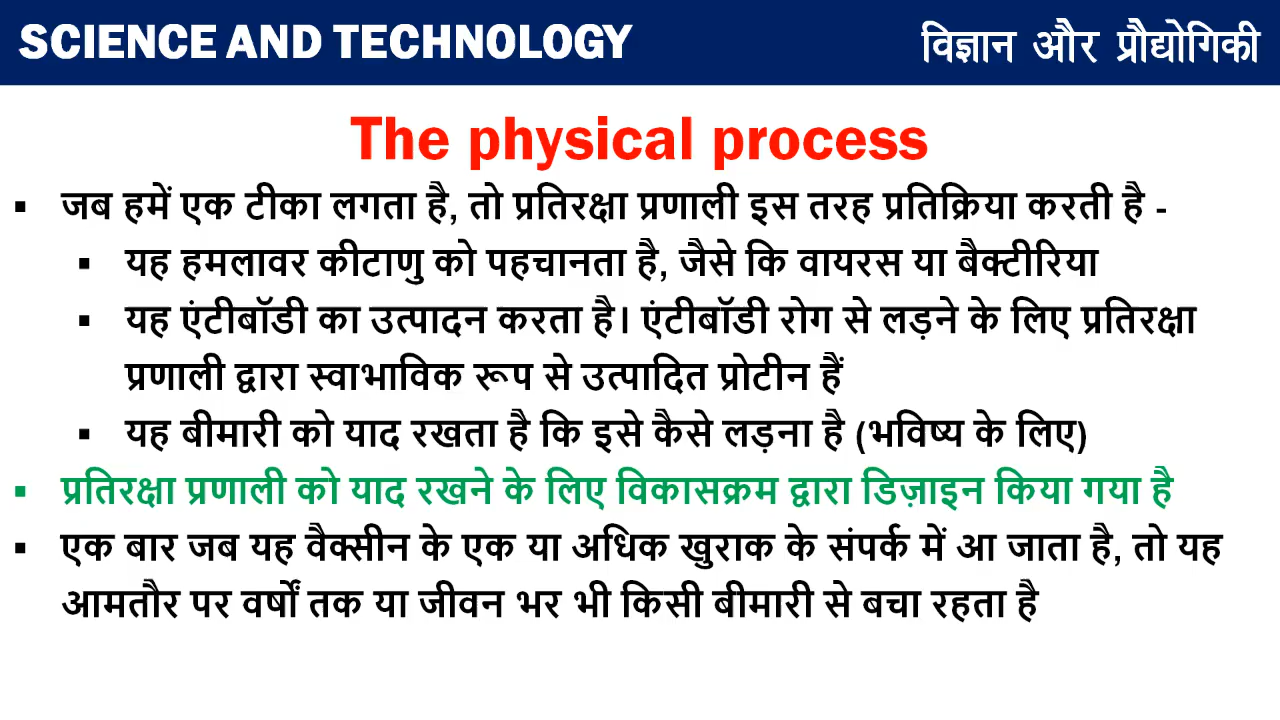 SCIENCE AND TECHNOLOGY
विज्ञान और प्रौद्योगिकी
The physical process
▪ जब हमें एक टीका लगता है, तो प्रतिरक्षा प्रणाली इस तरह प्रतिक्रिया करती है -
▪ यह हमलावर कीटाणु को पहचानता है, जैसे कि वायरस या बैक्टीरिया
▪ यह एंटीबॉडी का उत्पादन करता है। एंटीबॉडी रोग से लड़ने के लिए प्रतिरक्षा
प्रणाली द्वारा स्वाभाविक रूप से उत्पादित प्रोटीन हैं
▪ यह बीमारी को याद रखता है कि इसे कैसे लड़ना है (भविष्य के लिए)
▪ प्रतिरक्षा प्रणाली को याद रखने के लिए विकासक्रम द्वारा डिज़ाइन किया गया है
▪ एक बार जब यह वैक्सीन के एक या अधिक खुराक के संपर्क में आ जाता है, तो यह
आमतौर पर वर्षों तक या जीवन भर भी किसी बीमारी से बचा रहता है